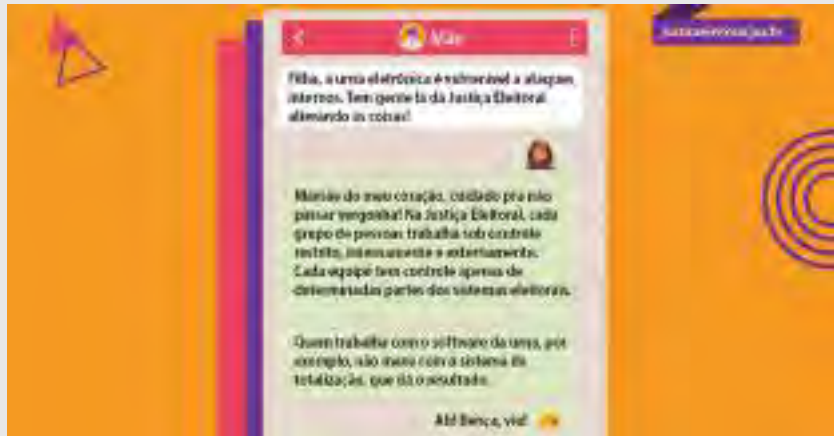 Mãe
Filha, a urna eletrônica é vulnerável a ataques
internos. Tem gente lá da Justiça Eleitoral
alterando as coisas!
Mamãe do meu coração, cuidado pra não
passar vergonha! Na Justiça Eleitoral, cada
grupo de pessoas trabalha sob controle
restrito, internamente e externamente.
Cada equipe tem controle apenas de
determinadas partes dos sistemas eleitorais.
Quem trabalha com o software da urna, por
exemplo, não mexe com o sistema da
totalização, que dá o resultado.
Ah! Bença, viu!